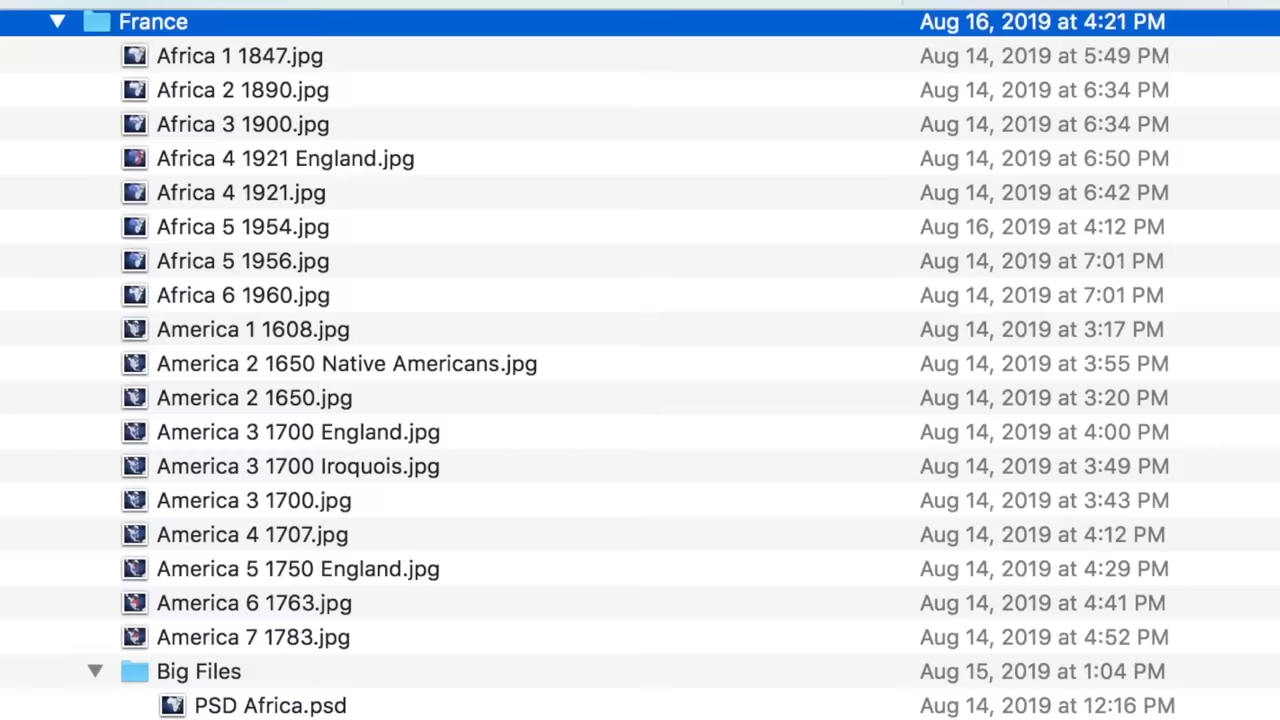 France Aug 16, 2019 at 4:21 PM
Africa 1 1847.jpg Aug 14, 2019 at 5:49 PM
Africa 2 1890.jpg Aug 14, 2019 at 6:34 PM
Africa 3 1900.jpg Aug 14, 2019 at 6:34 PM
Africa 4 1921 England.jpg Aug 14, 2019 at 6:50 PM
Africa 4 1921.jpg Aug 14, 2019 at 6:42 PM
Africa 5 1954.jpg Aug 16, 2019 at 4:12 PM
Africa 5 1956.jpg Aug 14, 2019 at 7:01 PM
Africa 6 1960.jpg Aug 14, 2019 at 7:01 PM
America 1 1608.jpg Aug 14, 2019 at 3:17 PM
America 2 1650 Native Americans.jpg Aug 14, 2019 at 3:55 PM
America 2 1650.jpg Aug 14, 2019 at 3:20 PM
America 3 1700 England.jpg Aug 14, 2019 at 4:00 PM
America 3 1700 Iroquois.jpg Aug 14, 2019 at 3:49 PM
America 3 1700.jpg Aug 14, 2019 at 3:43 PM
America 4 1707.jpg Aug 14, 2019 at 4:12 PM
America 5 1750 England.jpg Aug 14, 2019 at 4:29 PM
America 6 1763.jpg Aug 14, 2019 at 4:41 PM
America 7 1783.jpg Aug 14, 2019 at 4:52 PM
Big Files Aug 15, 2019 at 1:04 PM
PSD Africa.psd Aug 14, 2019 at 12:16 PM